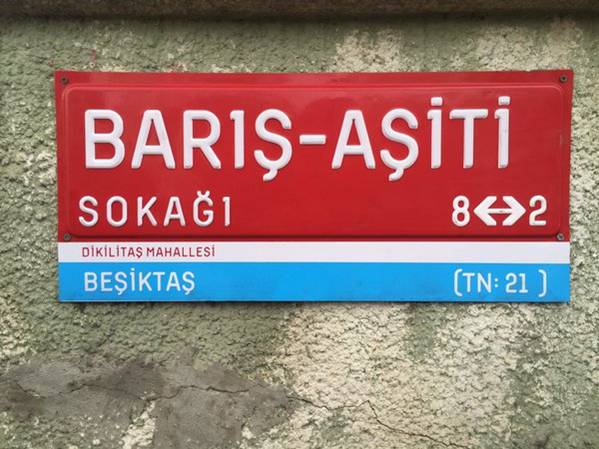 BARIŞ-AŞİTİ
SOKAĞI 8↔2
DİKİLİTAŞ MAHALLESİ
BEŞİKTAŞ (TN: 21 )